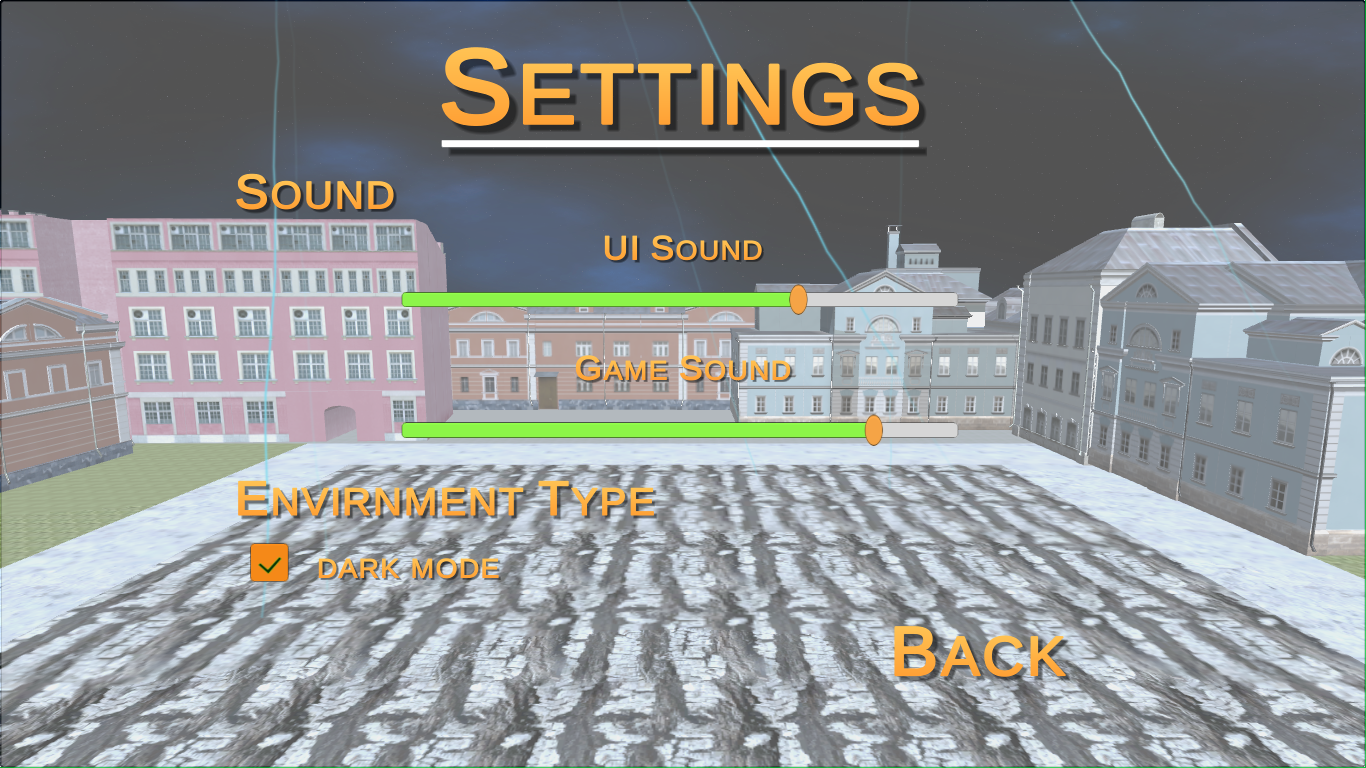 SETTINGS
SOUND
UI SOUND
GAME SOUND
ENVIRNMENT TYPE
DARK MODE
BACK